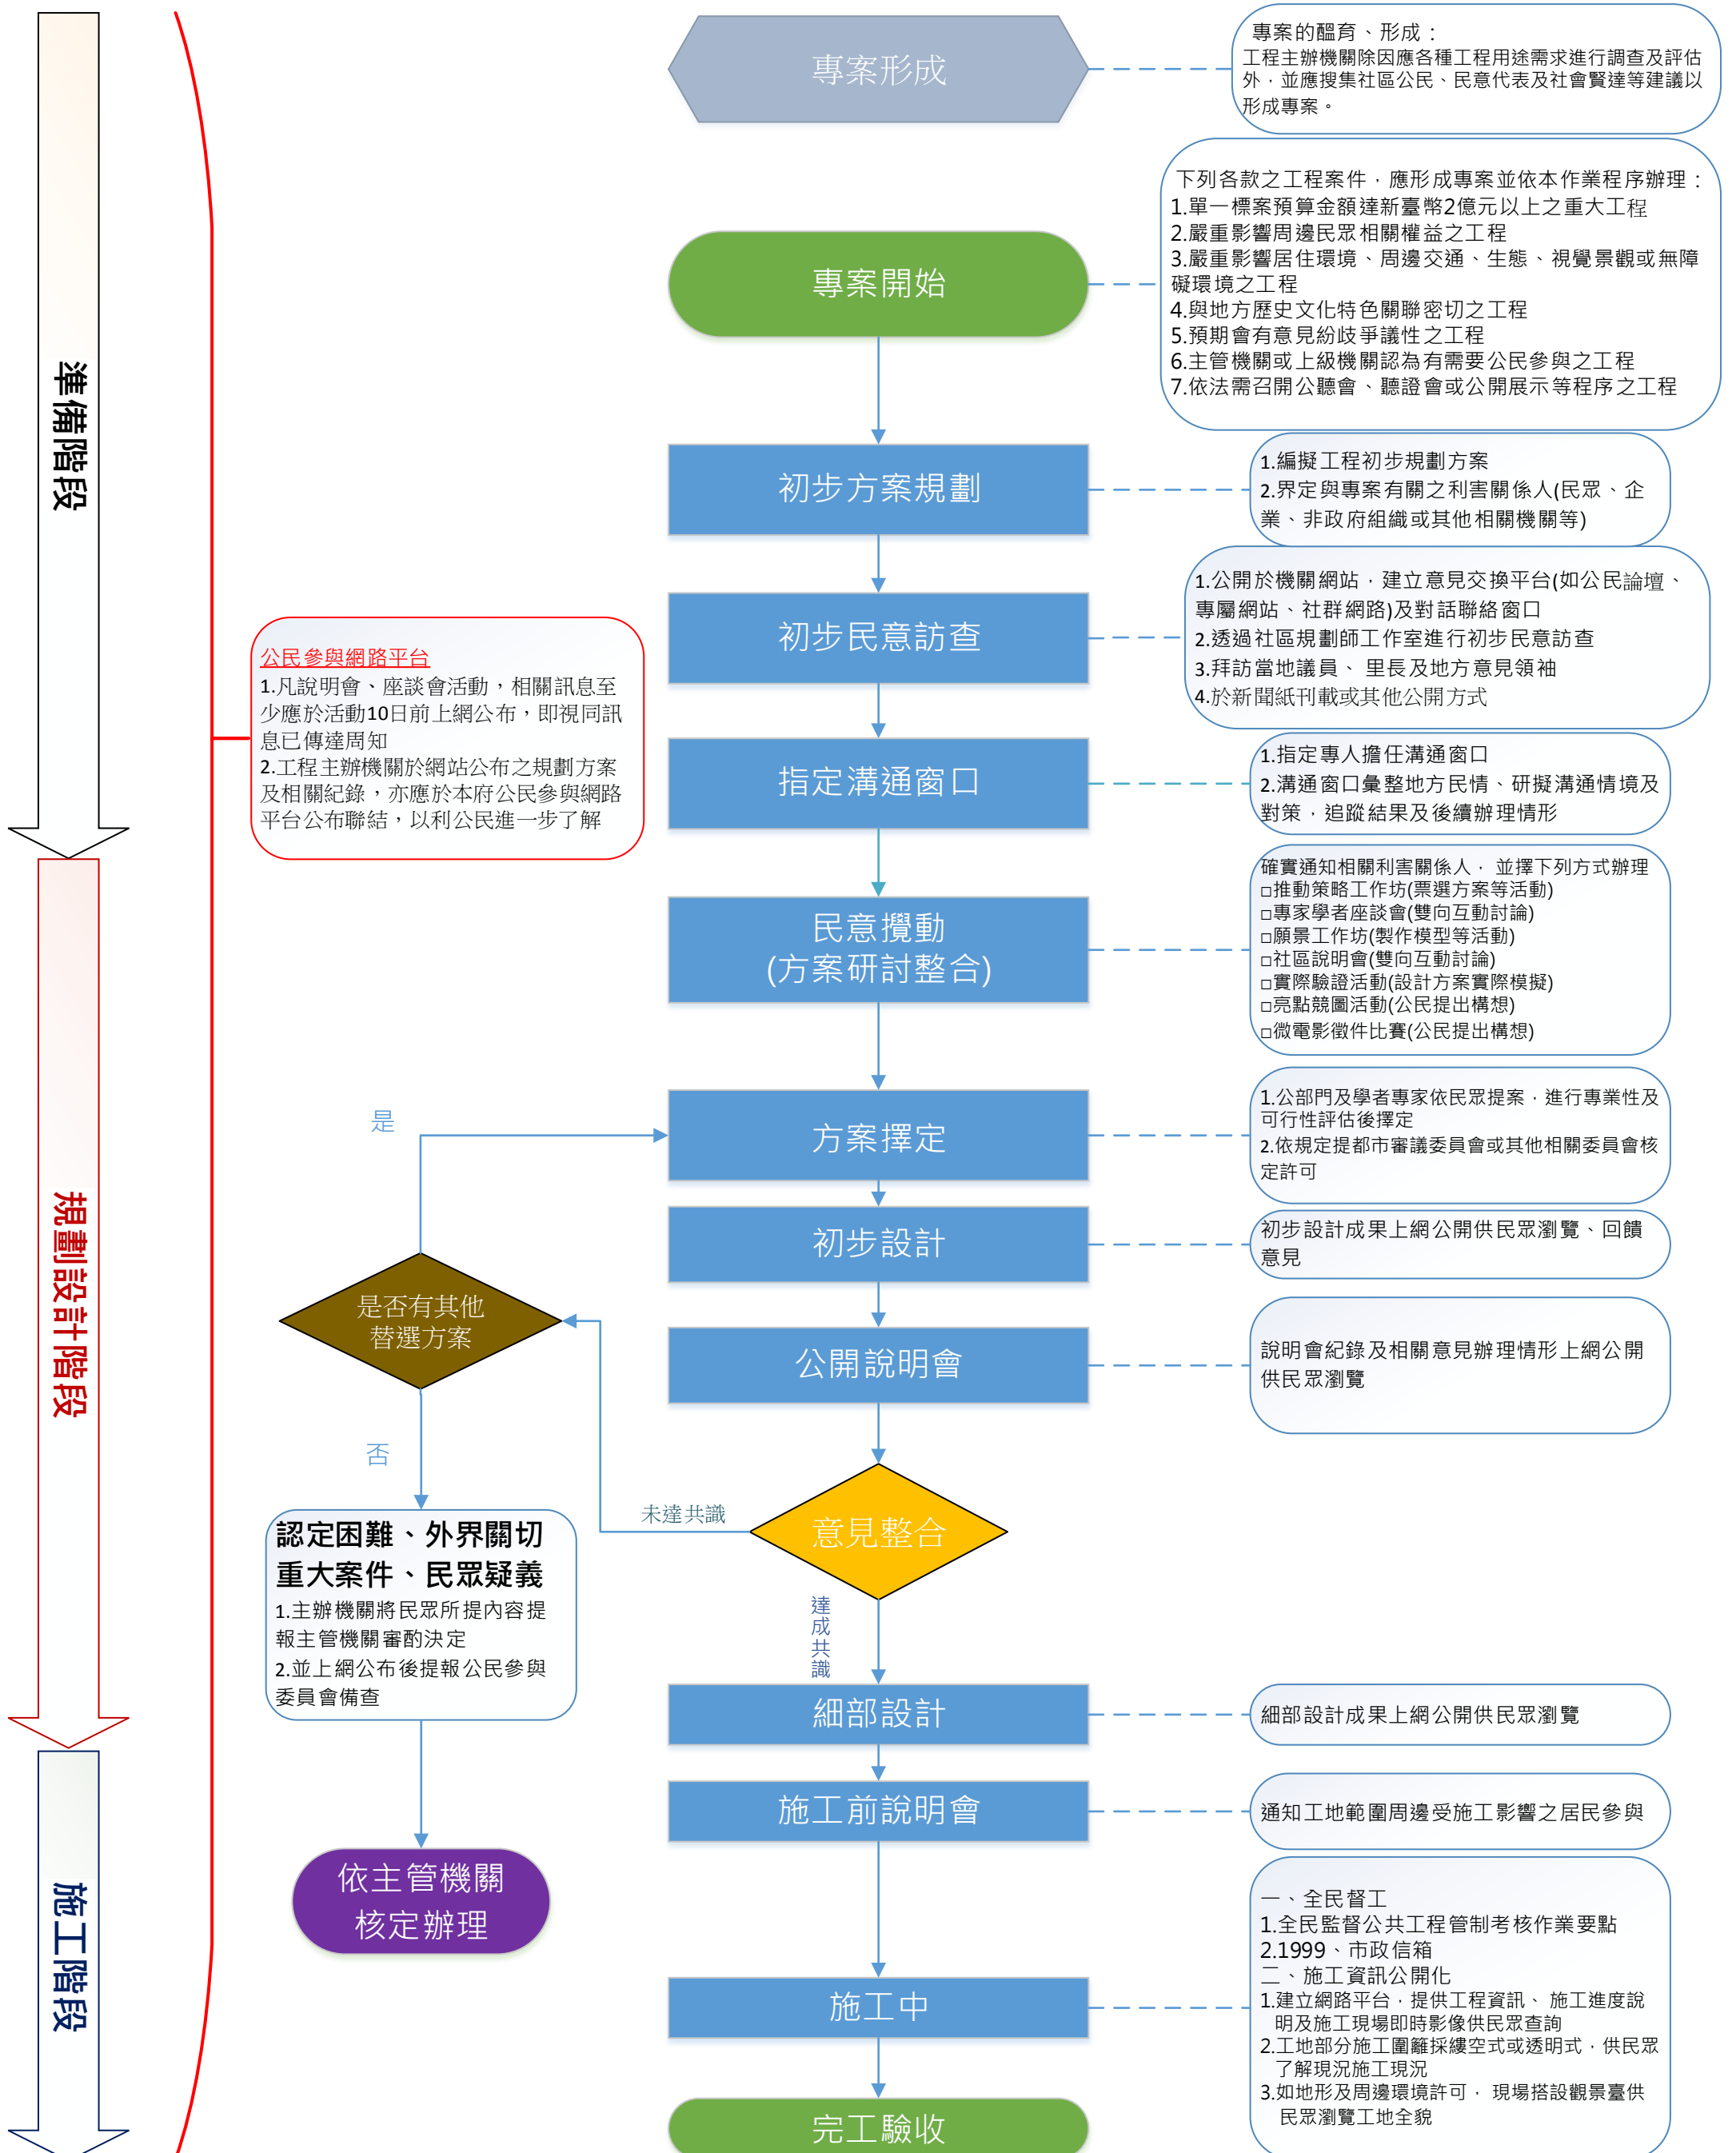 專案形成
專案的醞育、形成：
工程主辦機關除因應各種工程用途需求進行調查及評估
外，並應搜集社區公民、民意代表及社會賢達等建議以
形成專案。
專案開始
下列各款之工程案件，應形成專案並依本作業程序辦理：
1.單一標案預算金額達新臺幣2億元以上之重大工程
2.嚴重影響周邊民眾相關權益之工程
3.嚴重影響居住環境、周邊交通、生態、視覺景觀或無障
礙環境之工程
4.與地方歷史文化特色關聯密切之工程
5.預期會有意見紛歧爭議性之工程
6.主管機關或上級機關認為有需要公民參與之工程
7.依法需召開公聽會、聽證會或公開展示等程序之工程
準備階段
初步方案規劃
1.編擬工程初步規劃方案
2.界定與專案有關之利害關係人(民眾、企
業、非政府組織或其他相關機關等)
初步民意訪查
1.公開於機關網站，建立意見交換平台(如公民論壇、
專屬網站、社群網路)及對話聯絡窗口
2.透過社區規劃師工作室進行初步民意訪查
3.拜訪當地議員、 里長及地方意見領袖
4.於新聞紙刊載或其他公開方式
公民參與網路平台
1.凡說明會、座談會活動，相關訊息至
少應於活動10日前上網公布，即視同訊
息已傳達周知
2.工程主辦機關於網站公布之規劃方案
及相關紀錄，亦應於本府公民參與網路
平台公布聯結，以利公民進一步了解
指定溝通窗口
1.指定專人擔任溝通窗口
2.溝通窗口彙整地方民情、研擬溝通情境及
對策，追蹤結果及後續辦理情形
民意攪動
(方案研討整合)
確實通知相關利害關係人， 並擇下列方式辦理
□推動策略工作坊(票選方案等活動)
□專家學者座談會(雙向互動討論)
□願景工作坊(製作模型等活動)
□社區說明會(雙向互動討論)
□實際驗證活動(設計方案實際模擬)
□亮點競圖活動(公民提出構想)
□微電影徵件比賽(公民提出構想)
規劃設計階段
是
方案擇定
1.公部門及學者專家依民眾提案，進行專業性及
可行性評估後擇定
2.依規定提都市審議委員會或其他相關委員會核
定許可
初步設計
初步設計成果上網公開供民眾瀏覽、回饋
意見
是否有其他
替選方案
公開說明會
說明會紀錄及相關意見辦理情形上網公開
供民眾瀏覽
否
未達共識
意見整合
達成共識
認定困難、外界關切
重大案件、民眾疑義
1.主辦機關將民眾所提內容提
報主管機關審酌決定
2.並上網公布後提報公民參與
委員會備查
細部設計
細部設計成果上網公開供民眾瀏覽
施工前說明會
通知工地範圍周邊受施工影響之居民參與
依主管機關
核定辦理
施工階段
施工中
一、全民督工
1.全民監督公共工程管制考核作業要點
2.1999、市政信箱
二、施工資訊公開化
1.建立網路平台，提供工程資訊、 施工進度說
明及施工現場即時影像供民眾查詢
2.工地部分施工圍籬採縷空式或透明式，供民眾
了解現況施工現況
3.如地形及周邊環境許可， 現場搭設觀景臺供
民眾瀏覽工地全貌
完工驗收